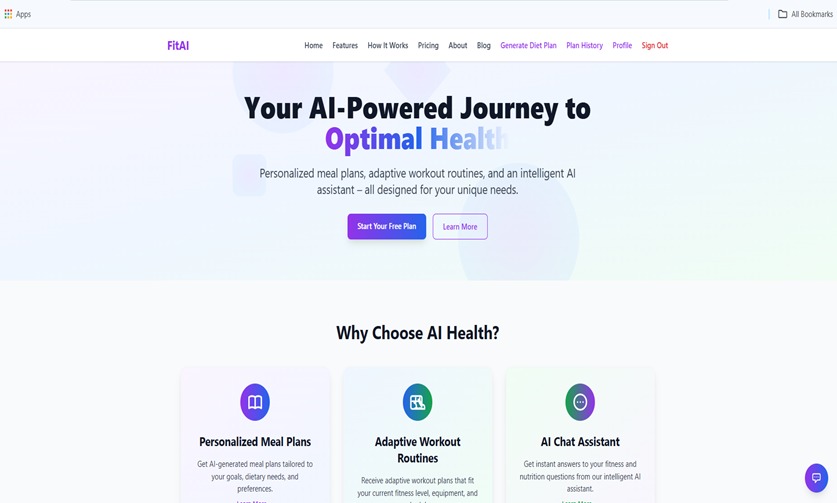 Apps
All Bookmarks
FitAI
Home Features How It Works Pricing About Blog Generate Diet Plan Plan History Profile Sign Out
Your AI-Powered Journey to
Optimal Health
Personalized meal plans, adaptive workout routines, and an intelligent AI
assistant – all designed for your unique needs.
Start Your Free Plan
Learn More
Why Choose AI Health?
Personalized Meal Plans
Get AI-generated meal plans tailored to
your goals, dietary needs, and
preferences.
Adaptive Workout
Routines
Receive adaptive workout plans that fit
your current fitness level, equipment, and
AI Chat Assistant
Get instant answers to your fitness and
nutrition questions from our intelligent AI
assistant.